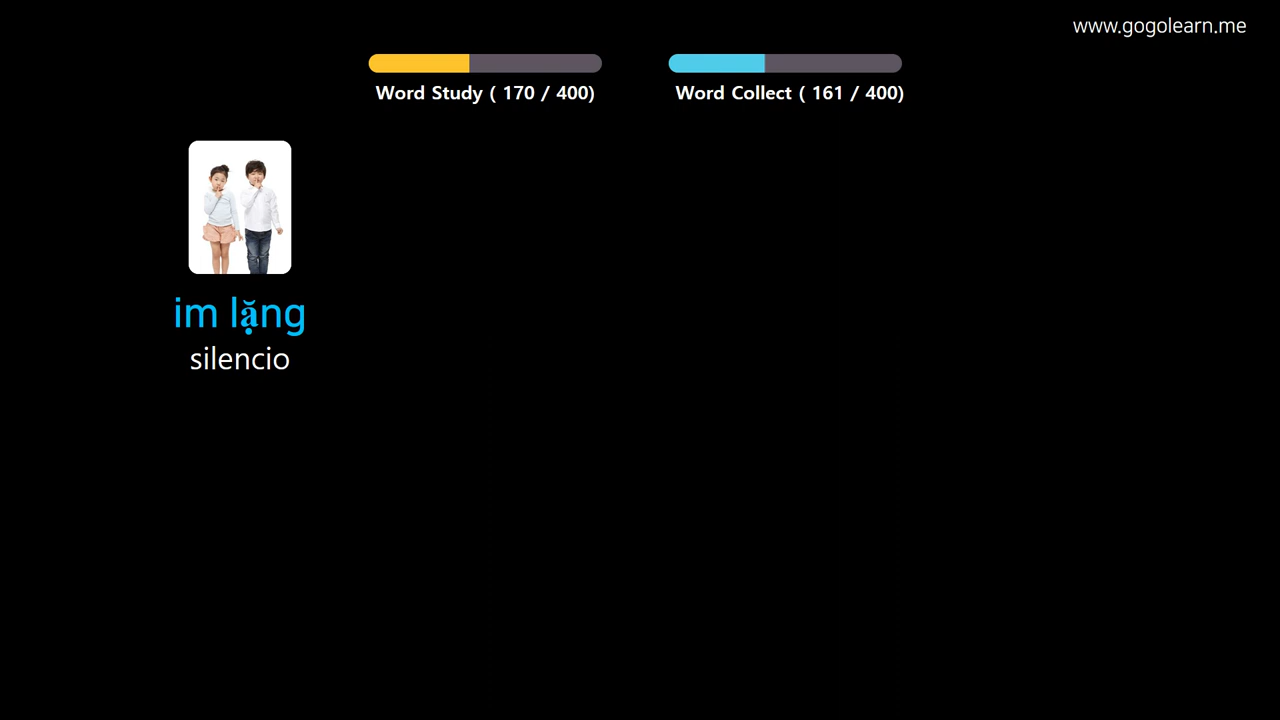 www.gogolearn.me
Word Study ( 170 / 400)
Word Collect ( 161 / 400)
im lặng
silencio